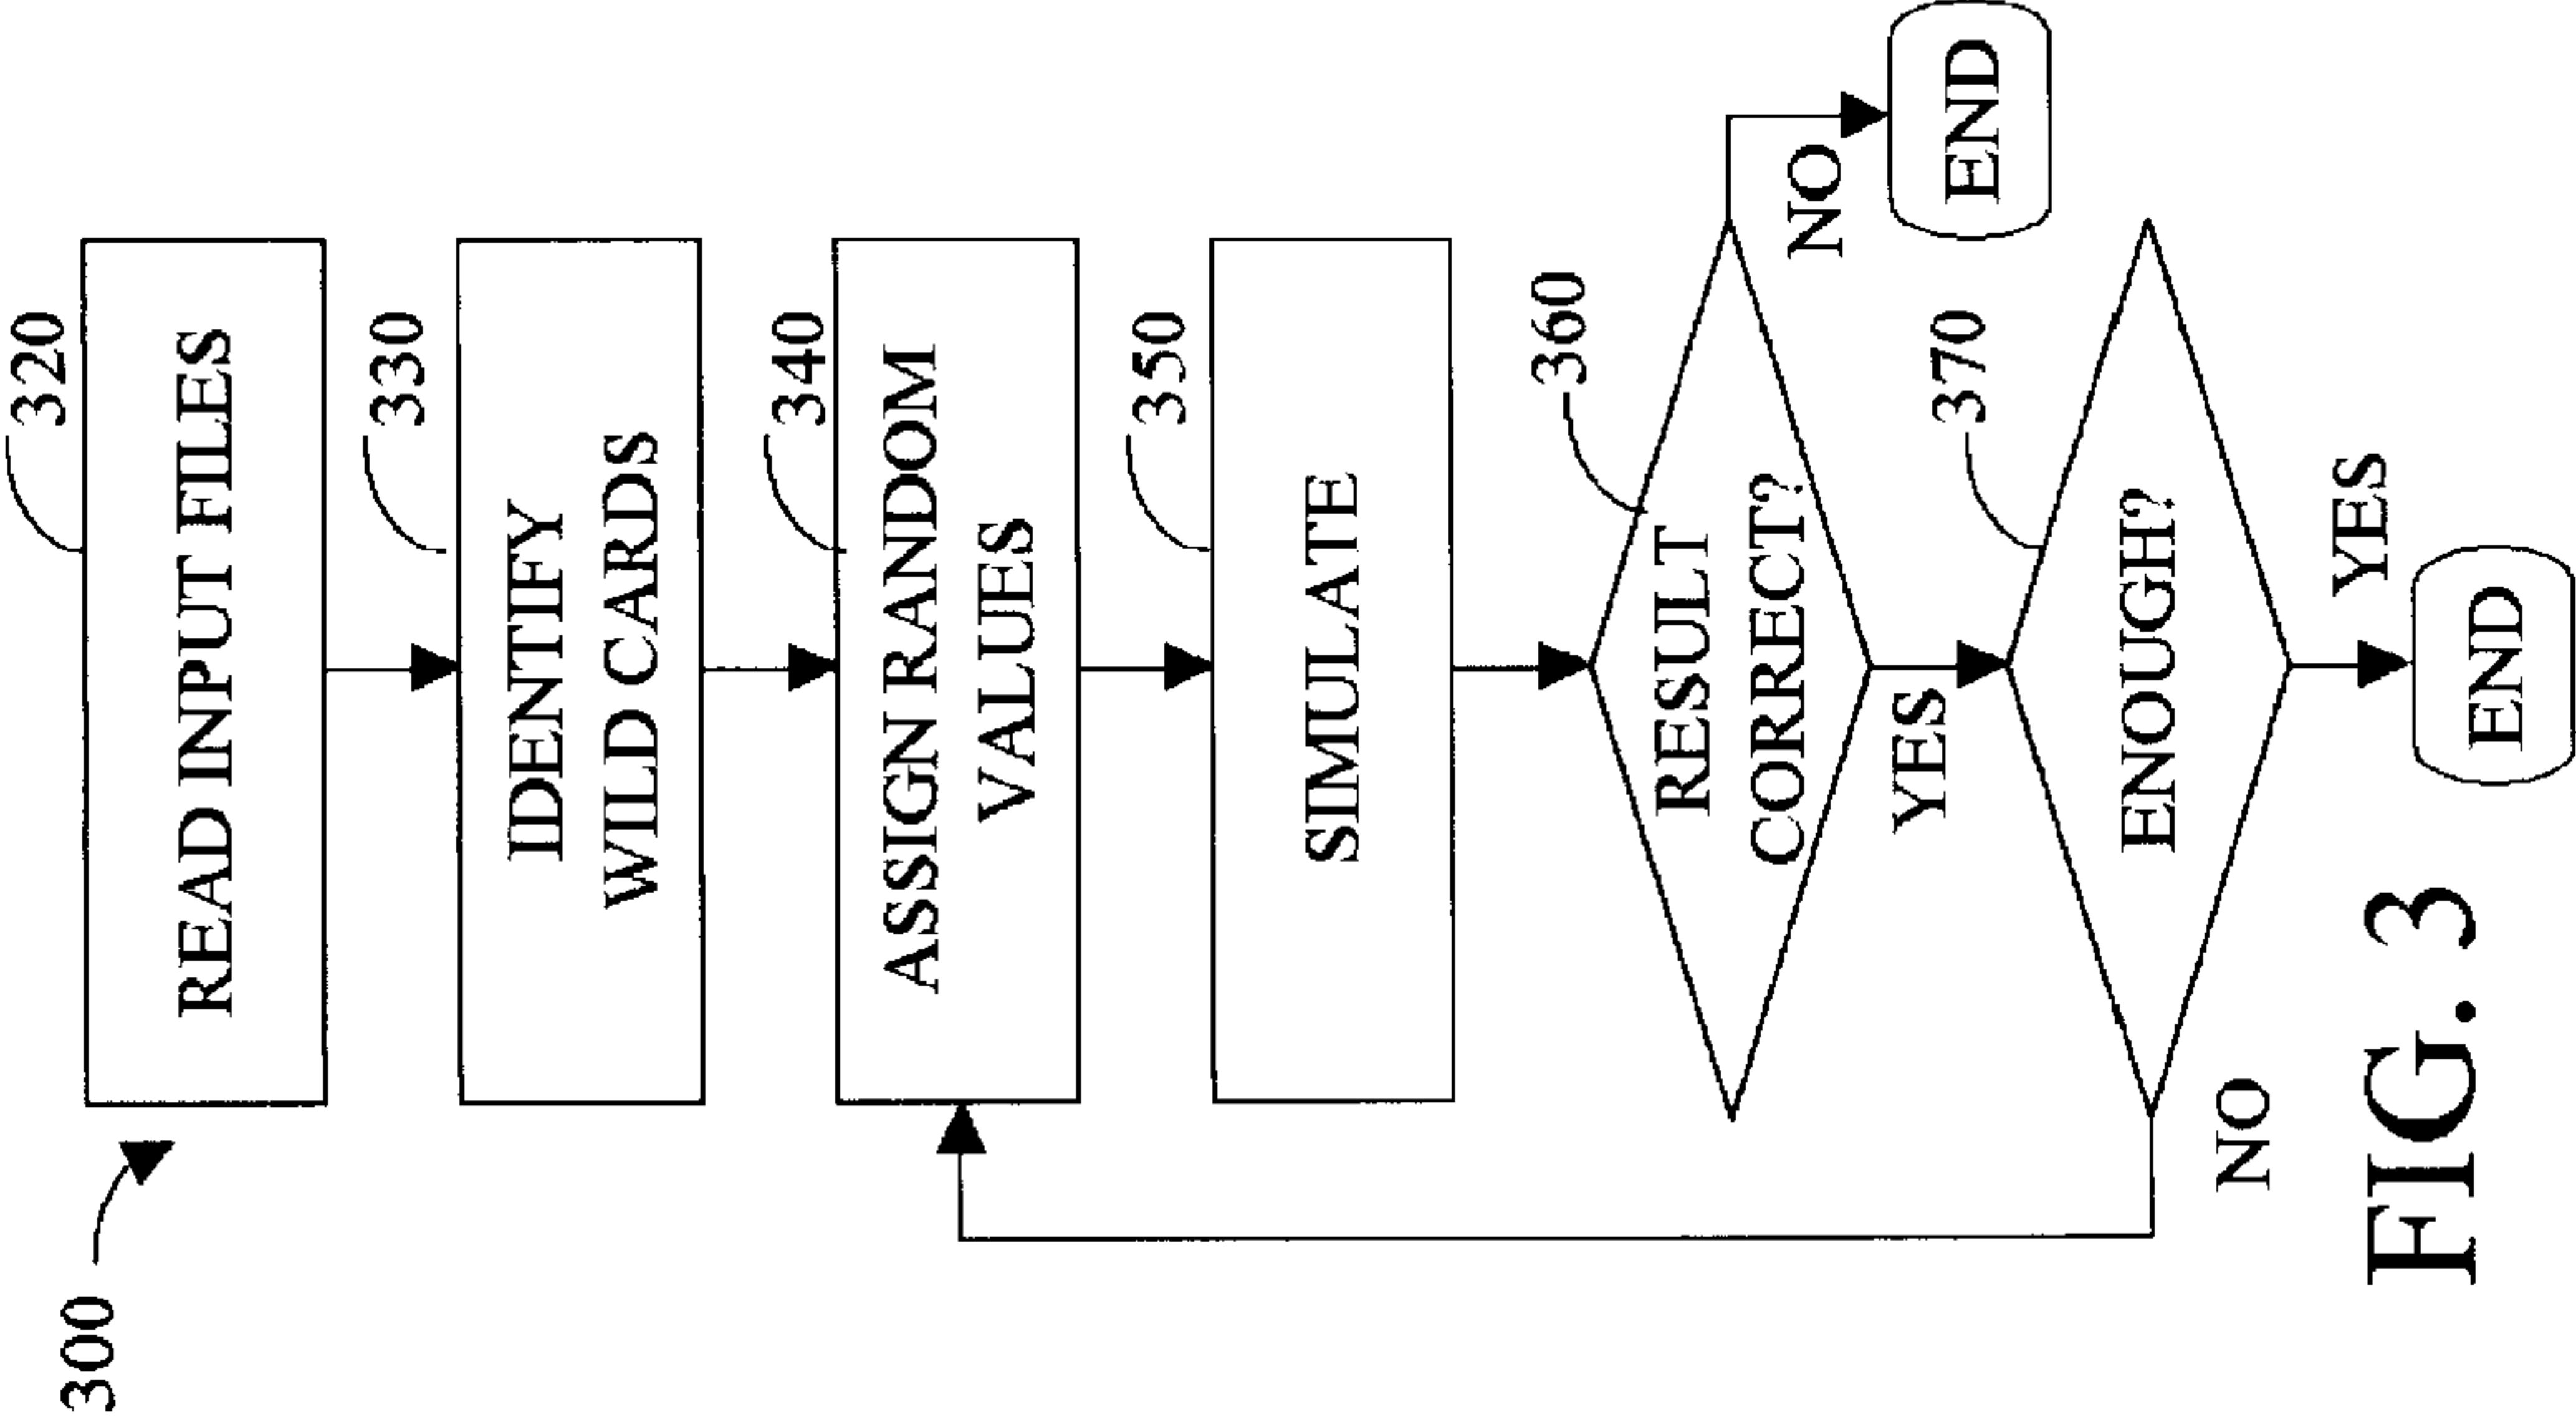 300
320
READ INPUT FILES
330
IDENTIFY
WILD CARDS
340
ASSIGN RANDOM
VALUES
350
SIMULATE
360
RESULT
CORRECT?
NO
END
YES
370
ENOUGH?
NO
YES
END
FIG. 3